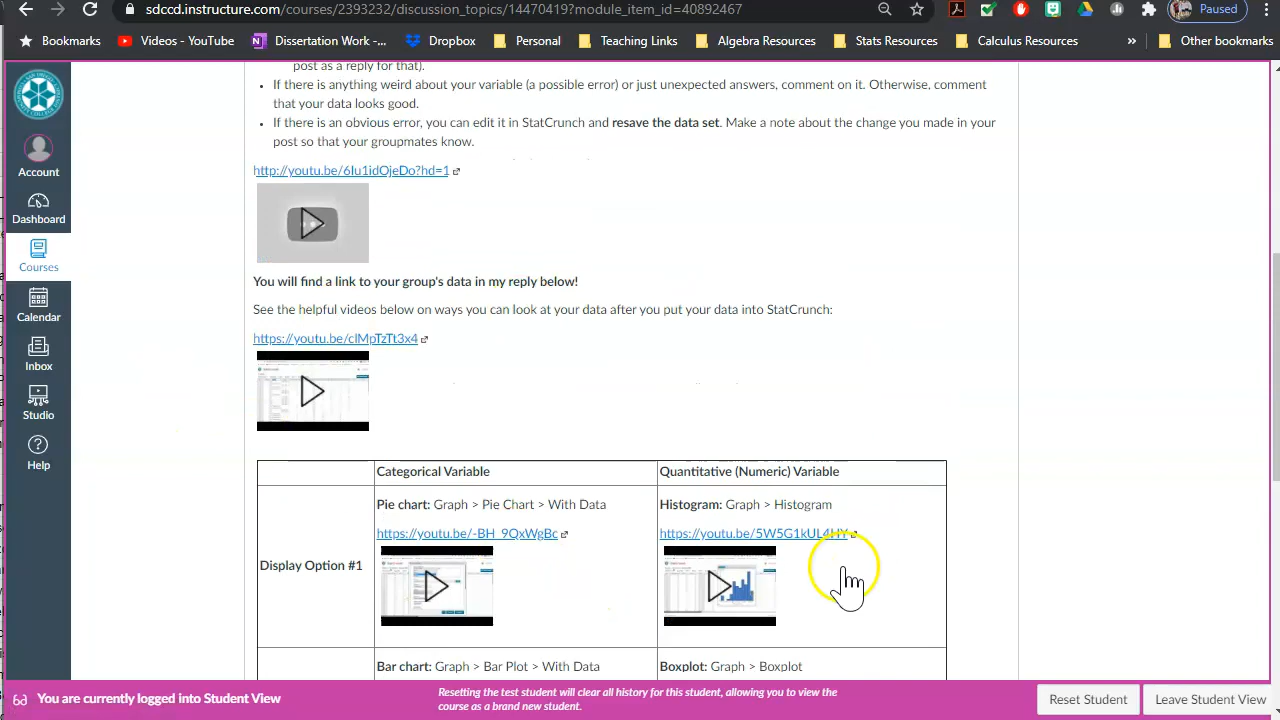 sdccd.instructure.com/courses/2393232/discussion_topics/14470419?module_item_id=40892467
Paused
Bookmarks
Videos - YouTube
Dissertation Work -...
Dropbox
Personal
Teaching Links
Algebra Resources
Stats Resources
Calculus Resources
»
Other bookmarks
post as a reply for that).
• If there is anything weird about your variable (a possible error) or just unexpected answers, comment on it. Otherwise, comment
that your data looks good.
• If there is an obvious error, you can edit it in StatCrunch and resave the data set. Make a note about the change you made in your
post so that your groupmates know.
http://youtu.be/6Iu1idOjeDo?hd=1
You will find a link to your group's data in my reply below!
See the helpful videos below on ways you can look at your data after you put your data into StatCrunch:
https://youtu.be/clMpTzTt3x4
Account
Dashboard
Courses
Calendar
Inbox
Studio
Help
Categorical Variable
Quantitative (Numeric) Variable
Display Option #1
Pie chart: Graph > Pie Chart > With Data
https://youtu.be/-BH_9QxWgBc
Histogram: Graph > Histogram
https://youtu.be/5W5G1kUL4HY
Bar chart: Graph > Bar Plot > With Data
Boxplot: Graph > Boxplot
You are currently logged into Student View
Resetting the test student will clear all history for this student, allowing you to view the
course as a brand new student.
Reset Student
Leave Student View